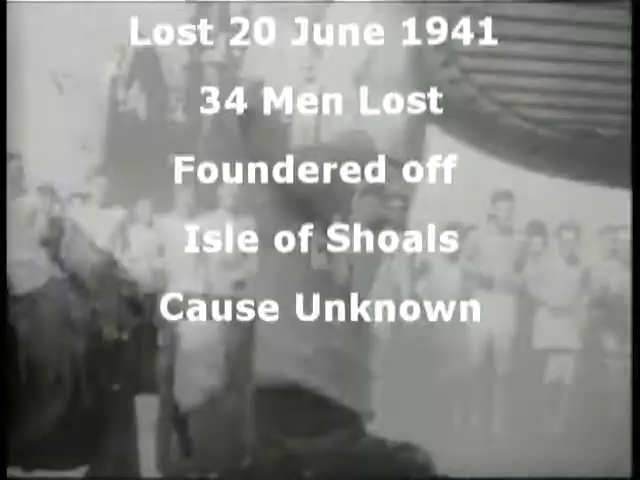 Lost 20 June 1941
34 Men Lost
Foundered off
Isle of Shoals
Cause Unknown